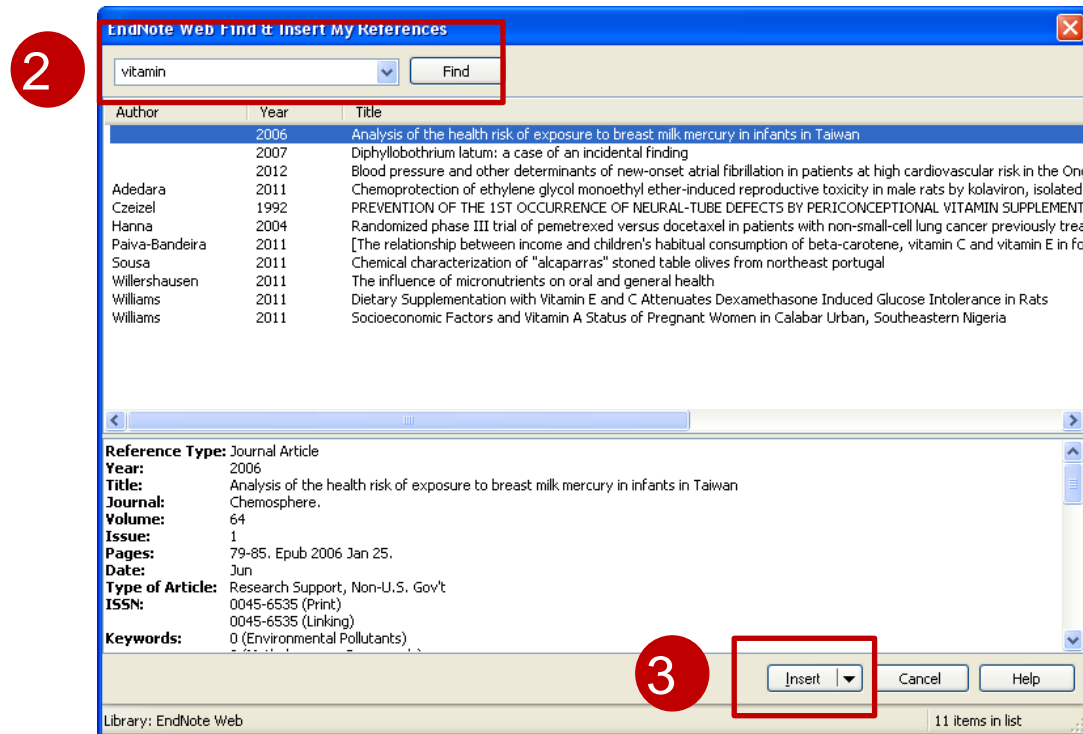 EndNote Web Find & Insert My References
2
vitamin Find
Author Year Title
2006 Analysis of the health risk of exposure to breast milk mercury in infants in Taiwan
2007 Diphyllobothrium latum: a case of an incidental finding
2012 Blood pressure and other determinants of new-onset atrial fibrillation in patients at high cardiovascular risk in the
Adedara 2011 Chemoprotection of ethylene glycol monoethyl ether-induced reproductive toxicity in male rats by kolaviron, isolated
Czeizel 1992 PREVENTION OF THE 1ST OCCURRENCE OF NEURAL-TUBE DEFECTS BY PERICONCEPTIONAL VITAMIN SUPPLEMENT
Hanna 2004 Randomized phase III trial of pemetrexed versus docetaxel in patients with non-small-cell lung cancer previously trea
Paiva-Bandeira 2011 [The relationship between income and children's habitual consumption of beta-carotene, vitamin C and vitamin E in fo
Sousa 2011 Chemical characterization of "alcaparras" stoned table olives from northeast portugal
Willershausen 2011 The influence of micronutrients on oral and general health
Williams 2011 Dietary Supplementation with Vitamin E and C Attenuates Dexamethasone Induced Glucose Intolerance in Rats
Williams 2011 Socioeconomic Factors and Vitamin A Status of Pregnant Women in Calabar Urban, Southeastern Nigeria
Reference Type: Journal Article
Year: 2006
Title: Analysis of the health risk of exposure to breast milk mercury in infants in Taiwan
Journal: Chemosphere.
Volume: 64
Issue: 1
Pages: 79-85. Epub 2006 Jan 25.
Date: Jun
Type of Article: Research Support, Non-U.S. Gov't
ISSN: 0045-6535 (Print)
0045-6535 (Linking)
Keywords: 0 (Environmental Pollutants)
3
Insert Cancel Help
Library: EndNote Web 11 items in list